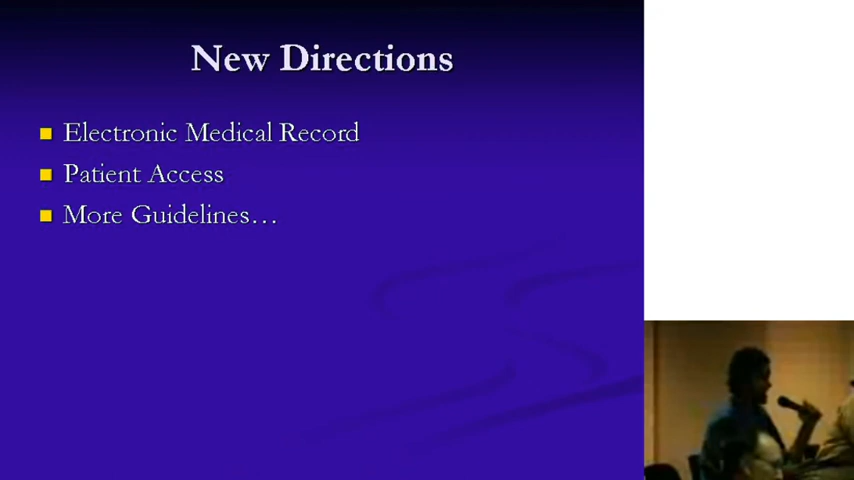 New Directions
Electronic Medical Record
Patient Access
More Guidelines…